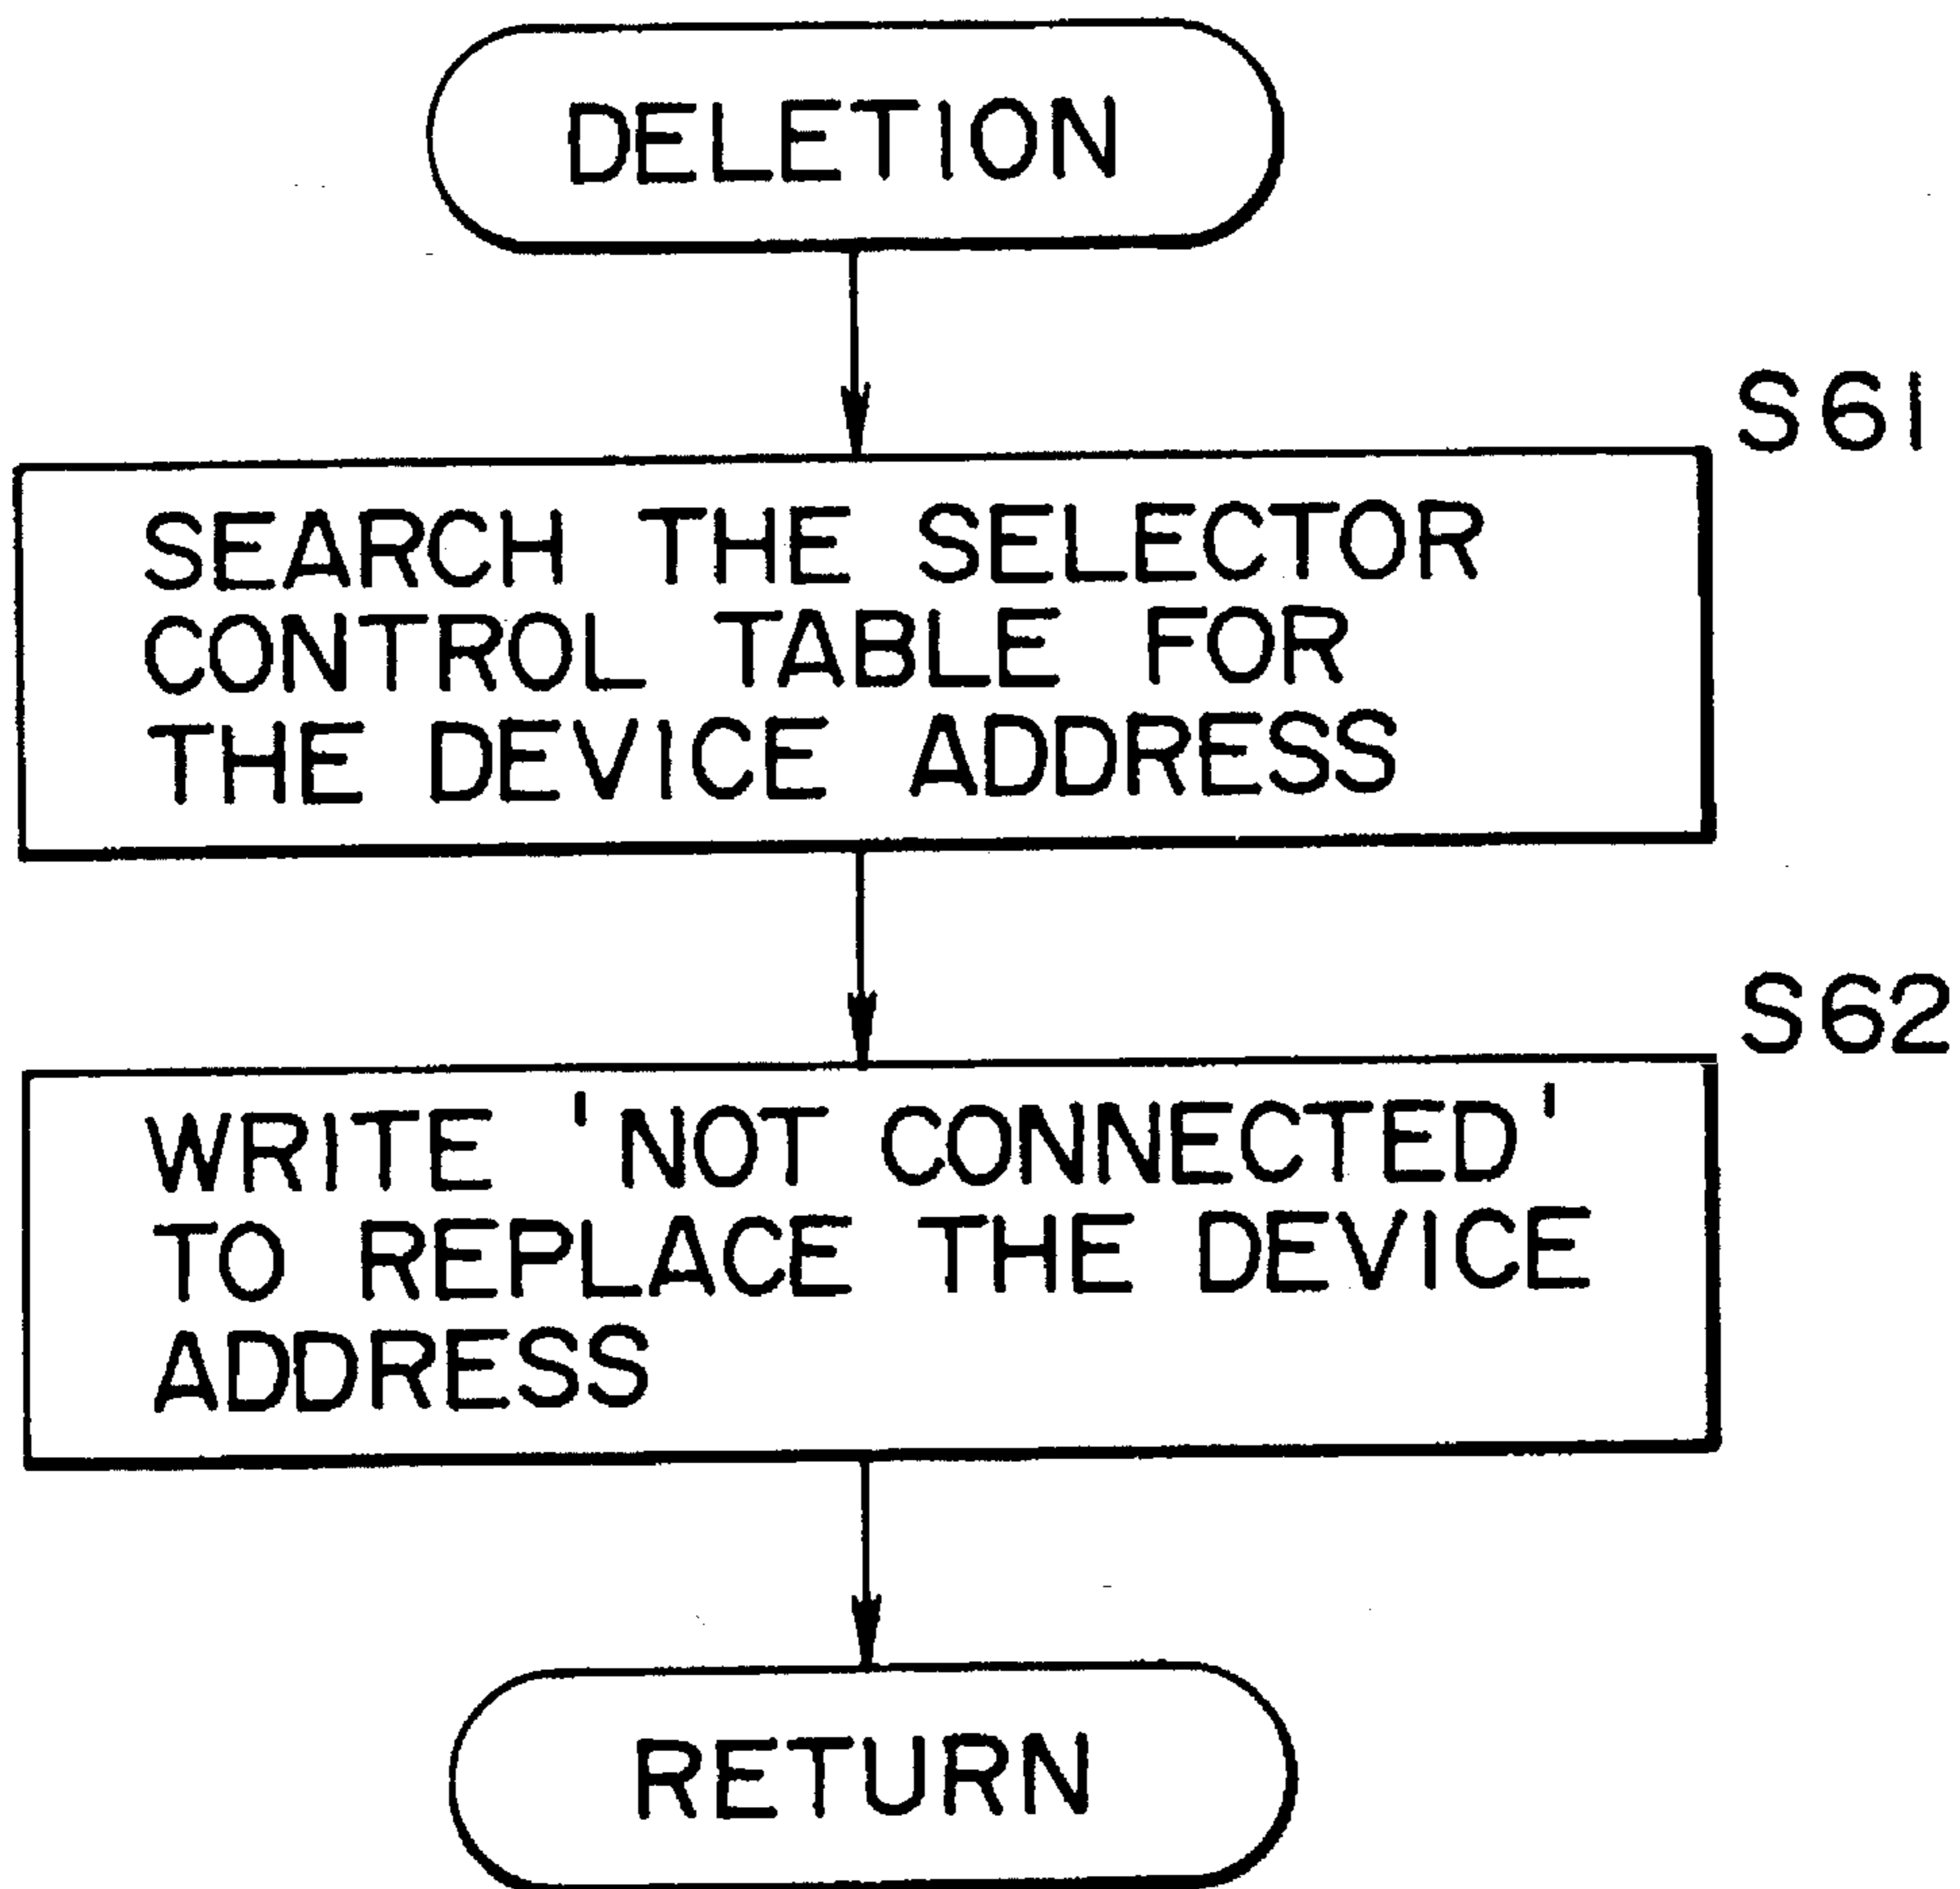 DELETION
S61
SEARCH THE SELECTOR
CONTROL TABLE FOR
THE DEVICE ADDRESS
S62
WRITE 'NOT CONNECTED'
TO REPLACE THE DEVICE
ADDRESS
RETURN